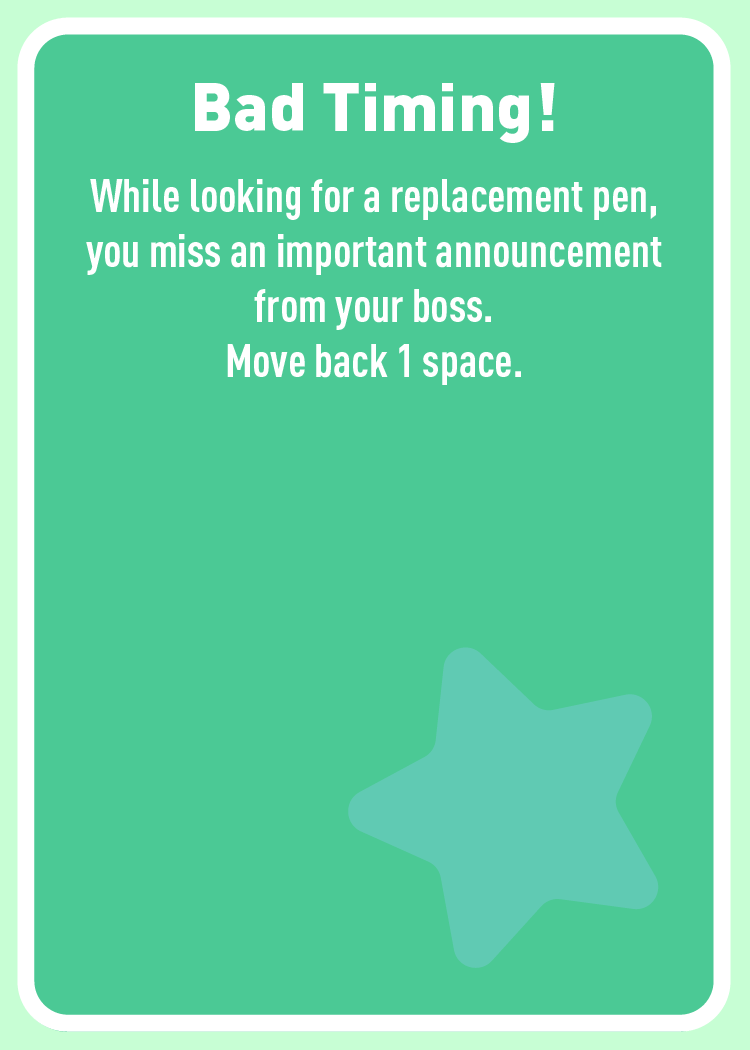 Bad Timing!
While looking for a replacement pen,
you miss an important announcement
from your boss.
Move back 1 space.